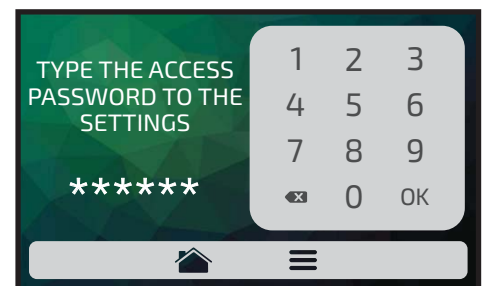 TYPE THE ACCESS
PASSWORD TO THE
SETTINGS
******
1 2 3
4 5 6
7 8 9
0 OK